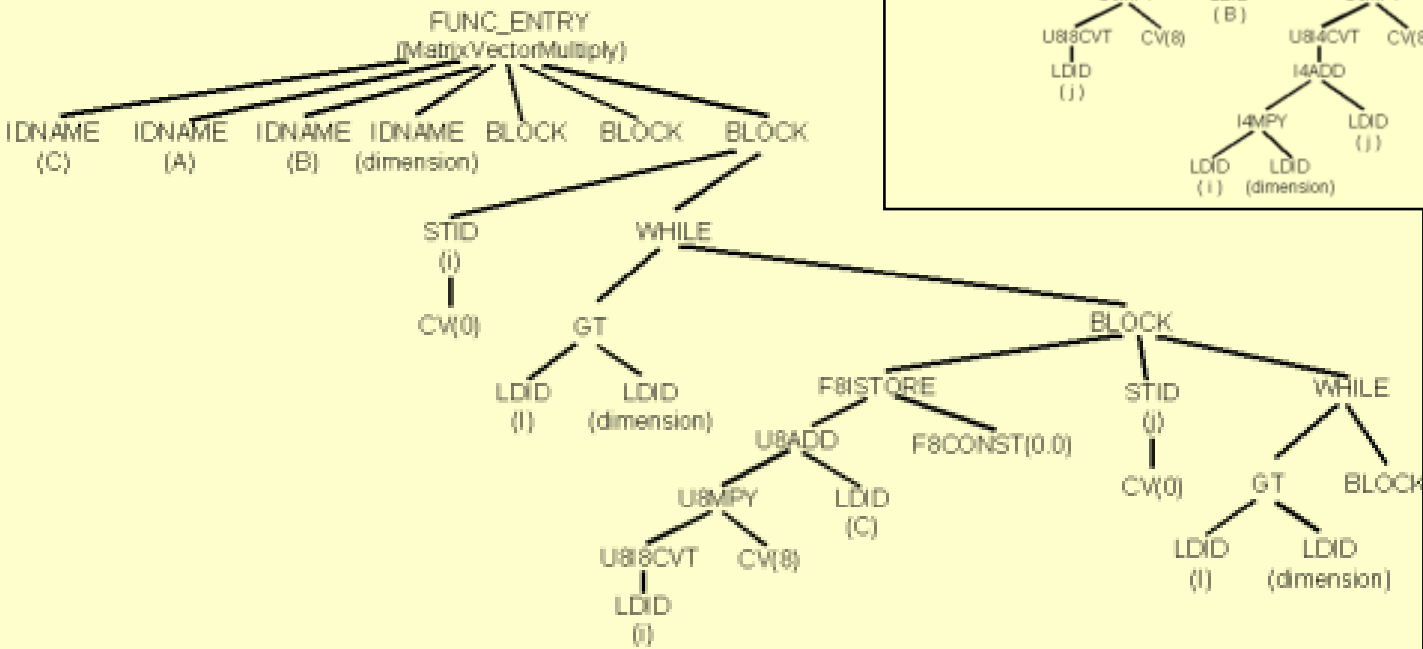 FUNC_ENTRY
(MatrixVectorMultiply)
IDNAME IDNAME IDNAME IDNAME BLOCK BLOCK BLOCK
(C) (A) (B) (dimension)
STID WHILE
(i)
CV(0) GT BLOCK
LDID LDID
(I) (dimension)
F8ISTORE STID WHILE
(j)
U8ADD F8CONST(0.0)
CV(0) GT BLOCK
U8MPY LDID
(C)
LDID LDID
(I) (dimension)
U8I8CVT CV(8)
LDID
(i)
(B)
U8I8CVT CV(8) U8I4CVT
LDID I4ADD
(j)
I4MPY LDID
(j)
LDID LDID
(i) (dimension)